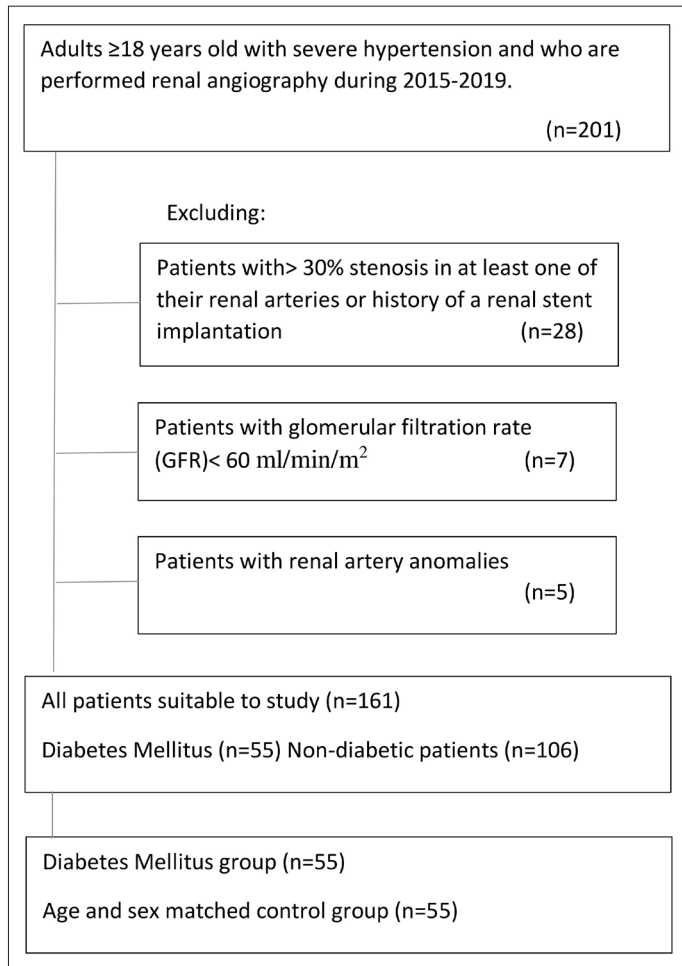 Adults ≥18 years old with severe hypertension and who are
performed renal angiography during 2015-2019.
(n=201)
Excluding:
Patients with> 30% stenosis in at least one of
their renal arteries or history of a renal stent
implantation (n=28)
Patients with glomerular filtration rate
(GFR)< 60 ml/min/m² (n=7)
Patients with renal artery anomalies
(n=5)
All patients suitable to study (n=161)
Diabetes Mellitus (n=55) Non-diabetic patients (n=106)
Diabetes Mellitus group (n=55)
Age and sex matched control group (n=55)